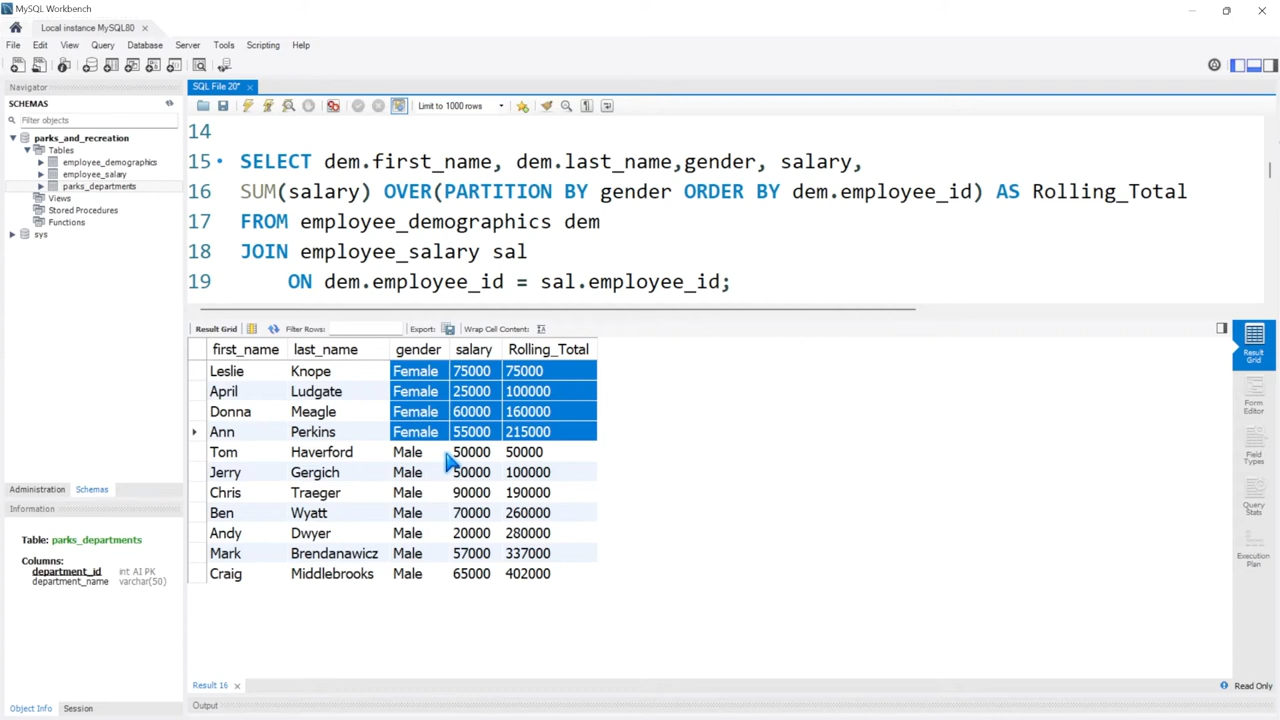 MySQL Workbench
Local instance MySQL80 ×
File Edit View Query Database Server Tools Scripting Help
Navigator
SCHEMAS
Filter objects
parks_and_recreation
Tables
employee_demographics
employee_salary
parks_departments
Views
Stored Procedures
Functions
sys
Administration Schemas
Information
Table: parks_departments
Columns:
department_id int AI PK
department_name varchar(50)
Object Info Session
SQL File 20* ×
Limit to 1000 rows
14
15 SELECT dem.first_name, dem.last_name,gender, salary,
16 SUM(salary) OVER(PARTITION BY gender ORDER BY dem.employee_id) AS Rolling_Total
17 FROM employee_demographics dem
18 JOIN employee_salary sal
19 ON dem.employee_id = sal.employee_id;
Result Grid Filter Rows: Export: Wrap Cell Content:
first_name last_name gender salary Rolling_Total
Leslie Knope Female 75000 75000
April Ludgate Female 25000 100000
Donna Meagle Female 60000 160000
Ann Perkins Female 55000 215000
Tom Haverford Male 50000 50000
Jerry Gergich Male 50000 100000
Chris Traeger Male 90000 190000
Ben Wyatt Male 70000 260000
Andy Dwyer Male 20000 280000
Mark Brendanawicz Male 57000 337000
Craig Middlebrooks Male 65000 402000
Result
Grid
Form
Editor
Field
Types
Query
Stats
Execution
Plan
Result 16 ×
Read Only
Output